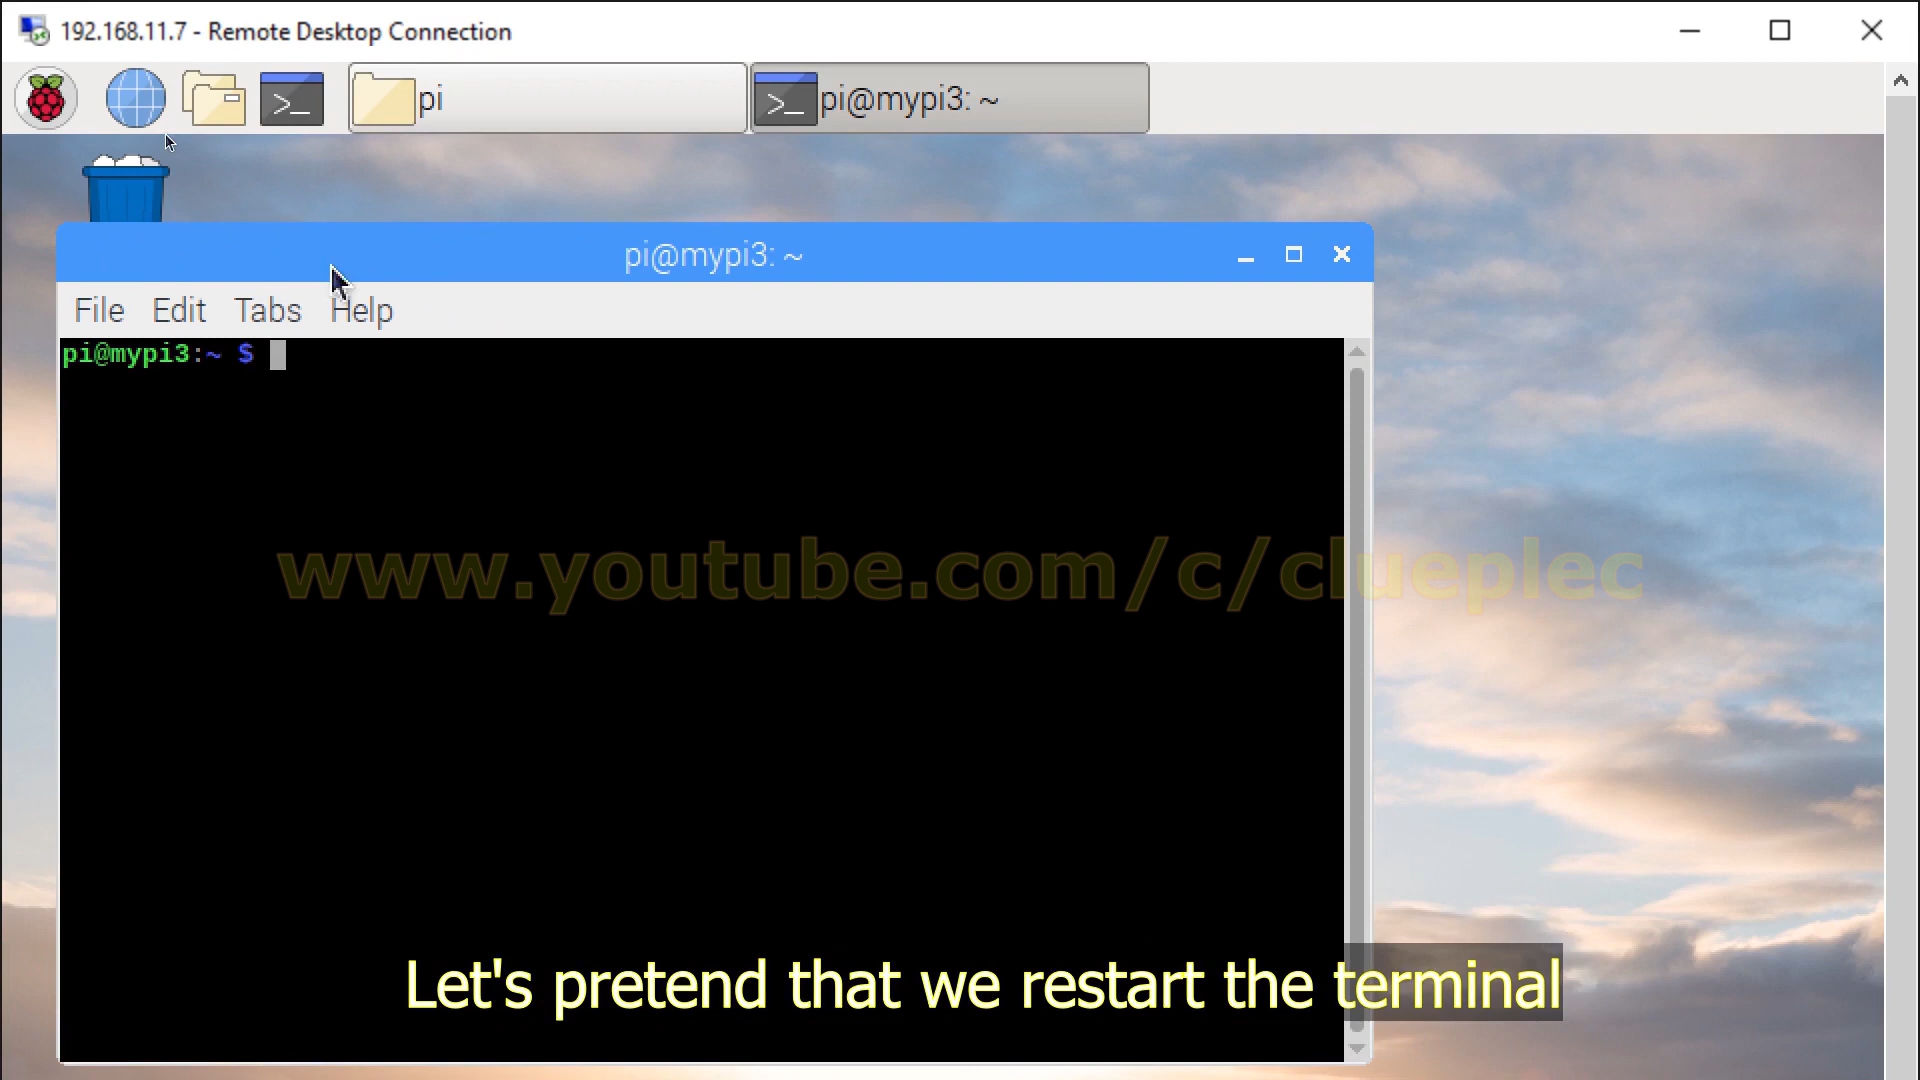 192.168.11.7 - Remote Desktop Connection
pi
pi@mypi3: ~
pi@mypi3: ~
File Edit Tabs Help
pi@mypi3:~ $
www.youtube.com/c/clueplec
Let's pretend that we restart the terminal